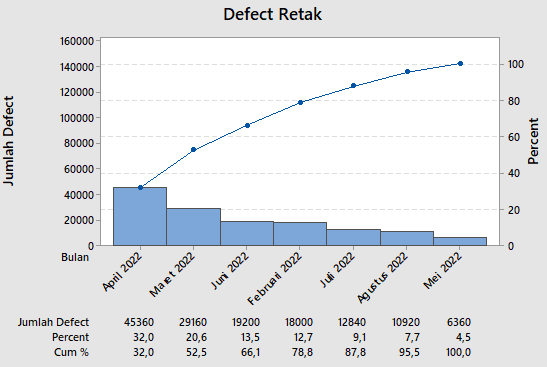 Defect Retak
Jumlah Defect
160000
140000
120000
100000
80000
60000
40000
20000
0
100
80
60
40
20
0
Percent
Bulan
April 2022
Maret 2022
Juni 2022
Februari 2022
Juli 2022
Agustus 2022
Mei 2022
Jumlah Defect 45360 29160 19200 18000 12840 10920 6360
Percent 32,0 20,6 13,5 12,7 9,1 7,7 4,5
Cum % 32,0 52,5 66,1 78,8 87,8 95,5 100,0